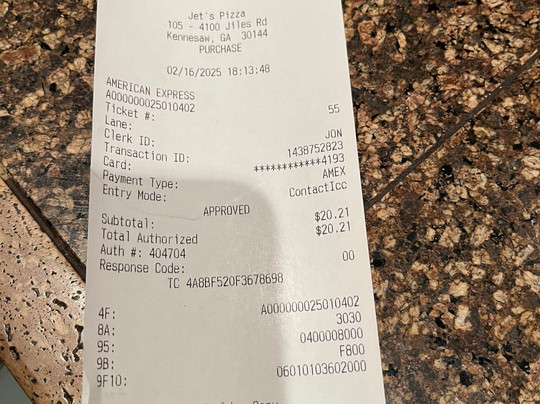 Jet's Pizza
105 - 4100 Jiles Rd
Kennesaw, GA 30144
PURCHASE
02/16/2025 18:13:48
AMERICAN EXPRESS
A000000025010402
Ticket #: 55
Lane:
Clerk ID: JON
Transaction ID: 1438752823
Card: ************4193
Payment Type: AMEX
Entry Mode: ContactIcc
APPROVED
Subtotal: $20.21
Total Authorized $20.21
Auth #: 404704
Response Code: 00
TC 4A8BF520F3678698
4F: A000000025010402
8A: 3030
95: 0400008000
9B: F800
9F10: 06010103602000